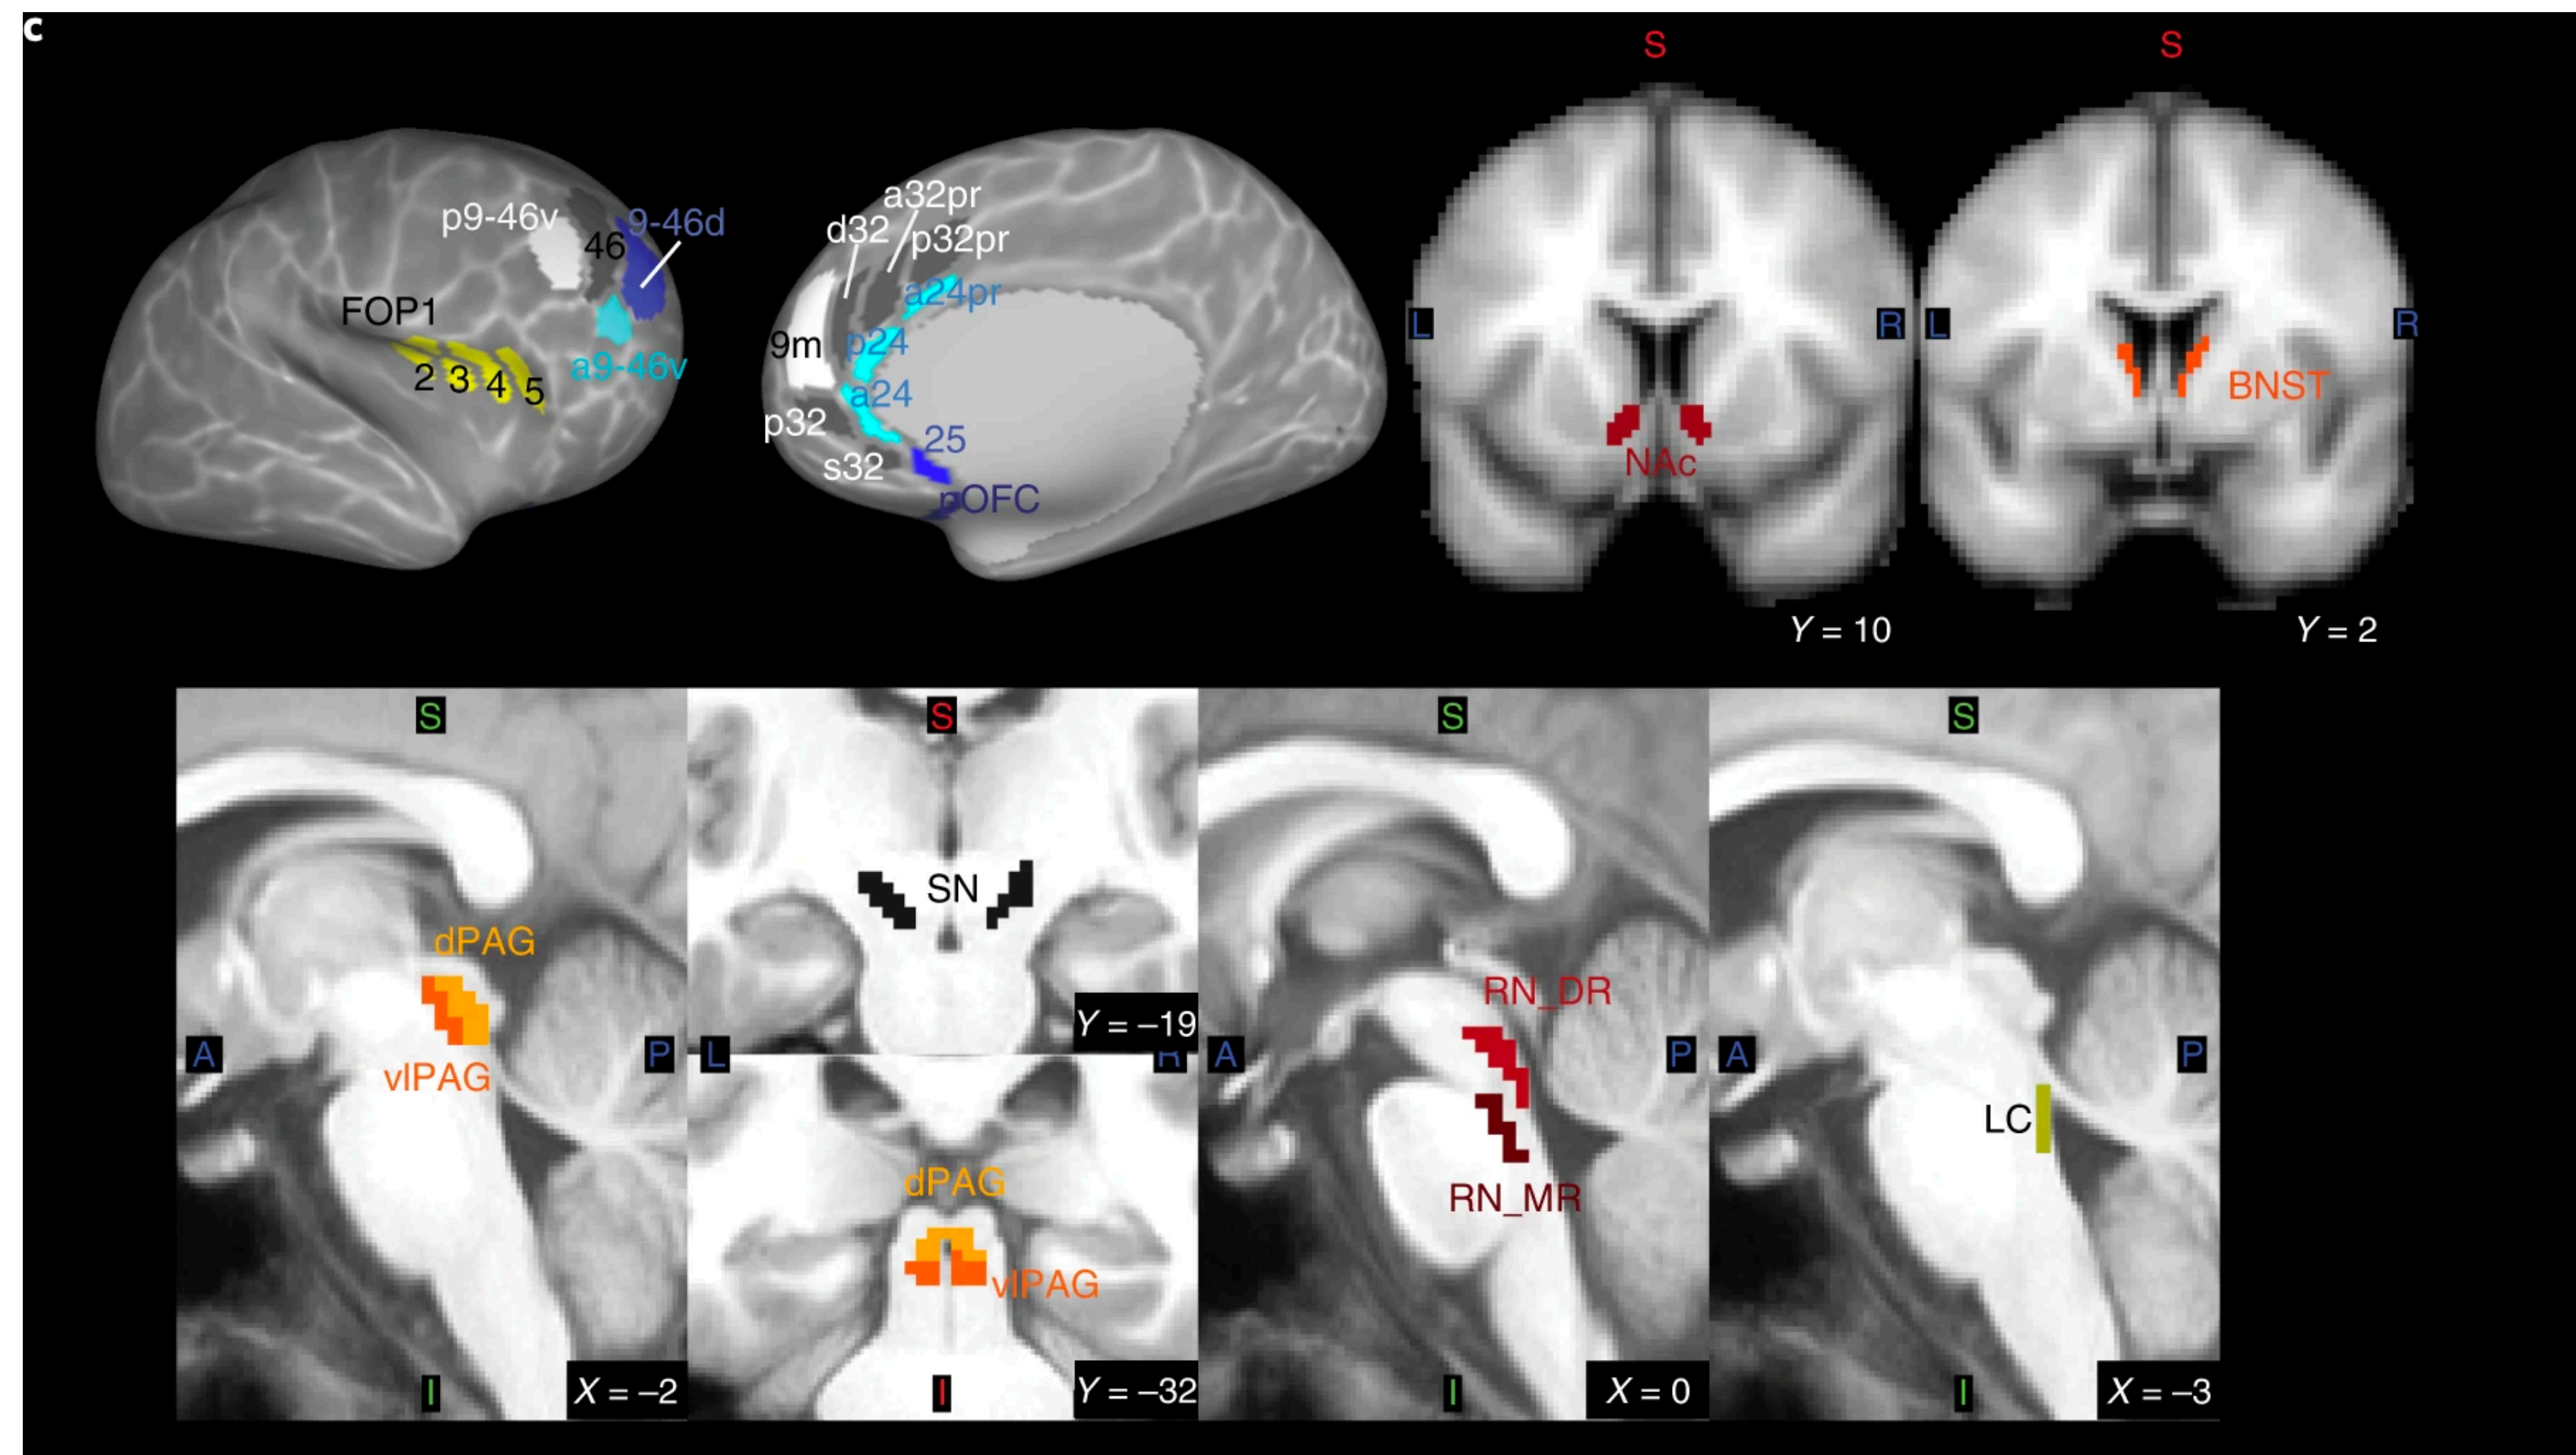 c
S
S
p9-46v
46
9-46d
FOP1
2
3
4
5
a9-46v
a32pr
d32
p32pr
a24pr
9m
p24
a24
p32
25
s32
pOFC
L
R
NAc
Y = 10
L
R
BNST
Y = 2
S
dPAG
A
P
vlPAG
I
X = –2
S
SN
Y = –19
L
R
dPAG
vlPAG
I
Y = –32
S
RN_DR
A
P
RN_MR
I
X = 0
S
A
P
LC
I
X = –3